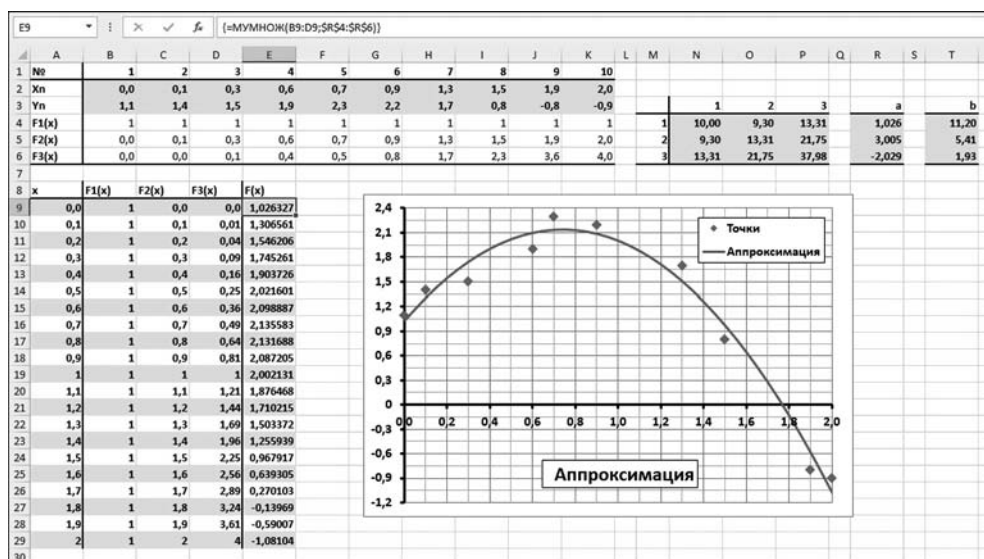 E9 fx {=МУМНОЖ(B9:D9;$R$4:$R$6)}
A B C D E F G H I J K L M N O P Q R S T
1 № 1 2 3 4 5 6 7 8 9 10
2 Xn 0,0 0,1 0,3 0,6 0,7 0,9 1,3 1,5 1,9 2,0
3 Yn 1,1 1,4 1,5 1,9 2,3 2,2 1,7 0,8 -0,8 -0,9 1 2 3 a b
4 F1(x) 1 1 1 1 1 1 1 1 1 1 1 10,00 9,30 13,31 1,026 11,20
5 F2(x) 0,0 0,1 0,3 0,6 0,7 0,9 1,3 1,5 1,9 2,0 2 9,30 13,31 21,75 3,005 5,41
6 F3(x) 0,0 0,0 0,1 0,4 0,5 0,8 1,7 2,3 3,6 4,0 3 13,31 21,75 37,98 -2,029 1,93
7
8 x F1(x) F2(x) F3(x) F(x)
9 0,0 1 0,0 0,0 1,026327
10 0,1 1 0,1 0,01 1,306561
11 0,2 1 0,2 0,04 1,546206
12 0,3 1 0,3 0,09 1,745261
13 0,4 1 0,4 0,16 1,903726
14 0,5 1 0,5 0,25 2,021601
15 0,6 1 0,6 0,36 2,098887
16 0,7 1 0,7 0,49 2,135583
17 0,8 1 0,8 0,64 2,131688
18 0,9 1 0,9 0,81 2,087205
19 1 1 1 1 2,002131
20 1,1 1 1,1 1,21 1,876468
21 1,2 1 1,2 1,44 1,710215
22 1,3 1 1,3 1,69 1,503372
23 1,4 1 1,4 1,96 1,255939
24 1,5 1 1,5 2,25 0,967917
25 1,6 1 1,6 2,56 0,639305
26 1,7 1 1,7 2,89 0,270103
27 1,8 1 1,8 3,24 -0,13969
28 1,9 1 1,9 3,61 -0,59007
29 2 1 2 4 -1,08104
30
2,4
2,1
1,8
1,5
1,2
0,9
0,6
0,3
0
-0,3
-0,6
-0,9
-1,2
0,0 0,2 0,4 0,6 0,8 1,0 1,2 1,4 1,6 1,8 2,0
Точки
Аппроксимация
Аппроксимация